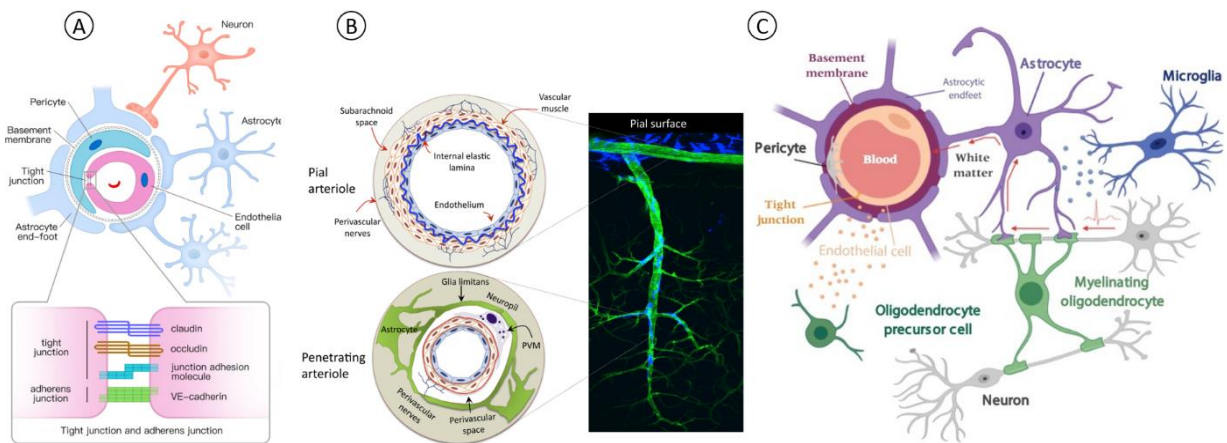 A
Neuron
Pericyte
Basement
membrane
Tight
junction
Astrocyte
end-foot
Astrocyte
Endothelial
cell
tight
junction
adherens
junction
claudin
occludin
junction adhesion
molecule
VE-cadherin
Tight junction and adherens junction
B
Subarachnoid
space
Vascular
muscle
Internal elastic
lamina
Pial
arteriole
Endothelium
Perivascular
nerves
Glia limitans
Neuropil
Astrocyte
PVM
Penetrating
arteriole
Perivascular
nerves
Perivascular
space
Pial surface
C
Basement
membrane
Astrocytic
endfeet
Astrocyte
Microglia
Pericyte
Blood
White
matter
Tight
junction
Endothelial cell
Myelinating
oligodendrocyte
Oligodendrocyte
precursor cell
Neuron